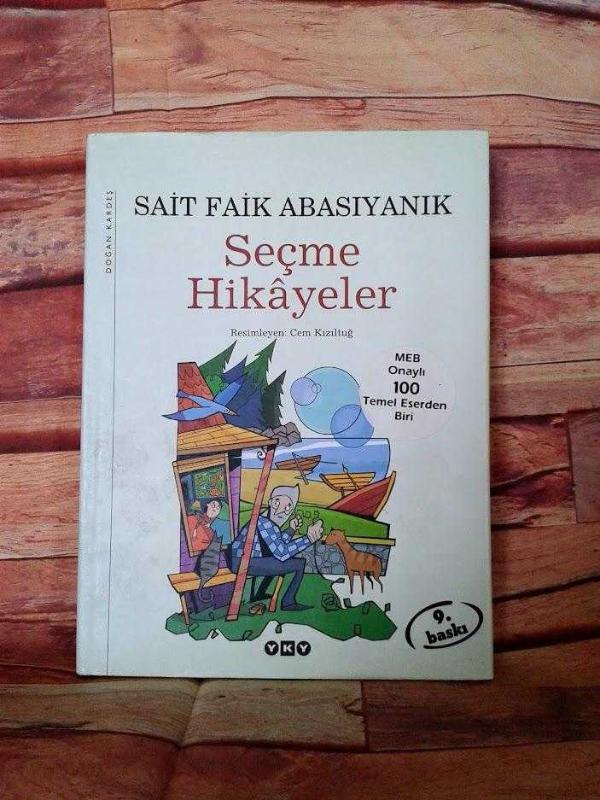 DOĞAN KARDEŞ
SAİT FAİK ABASIYANIK
Seçme
Hikâyeler
Resimleyen: Cem Kızıltuğ
MEB
Onaylı
100
Temel Eserden
Biri
9.
baskı
YKY